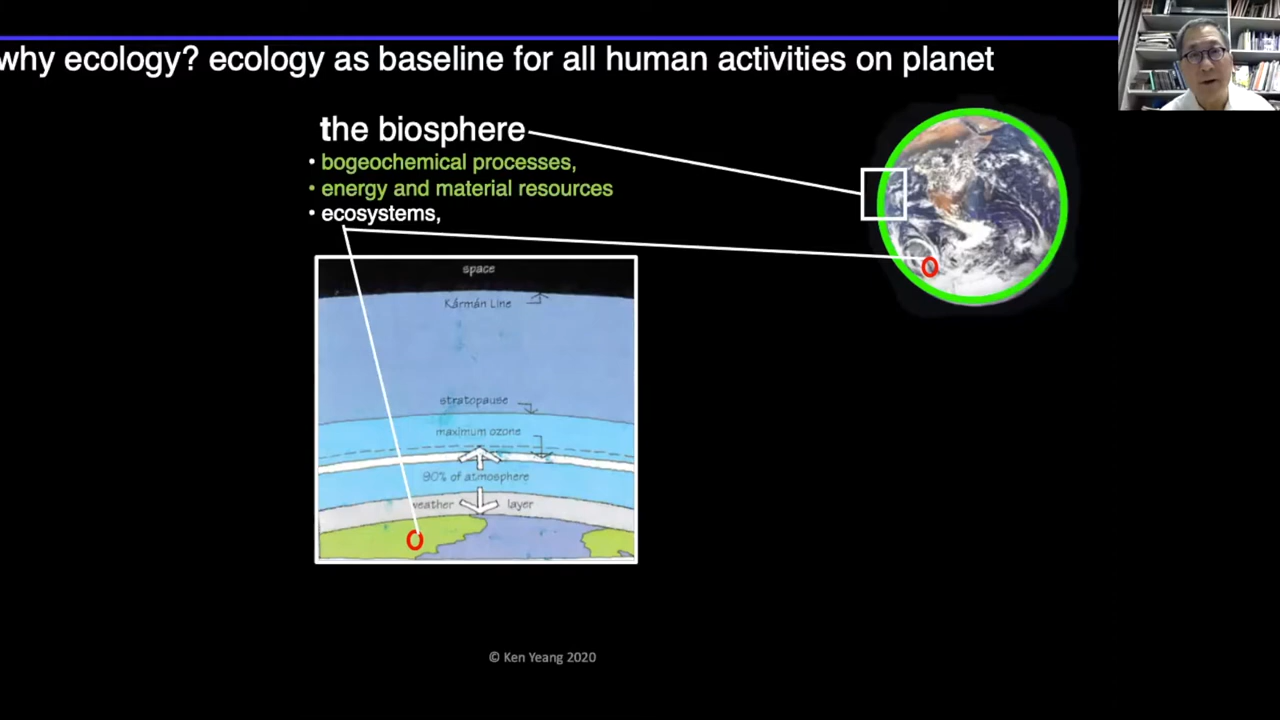 why ecology? ecology as baseline for all human activities on planet
the biosphere
• bogeochemical processes,
• energy and material resources
• ecosystems,
space
Kármán Line
stratopause
maximum ozone
90% of atmosphere
weather layer
© Ken Yeang 2020